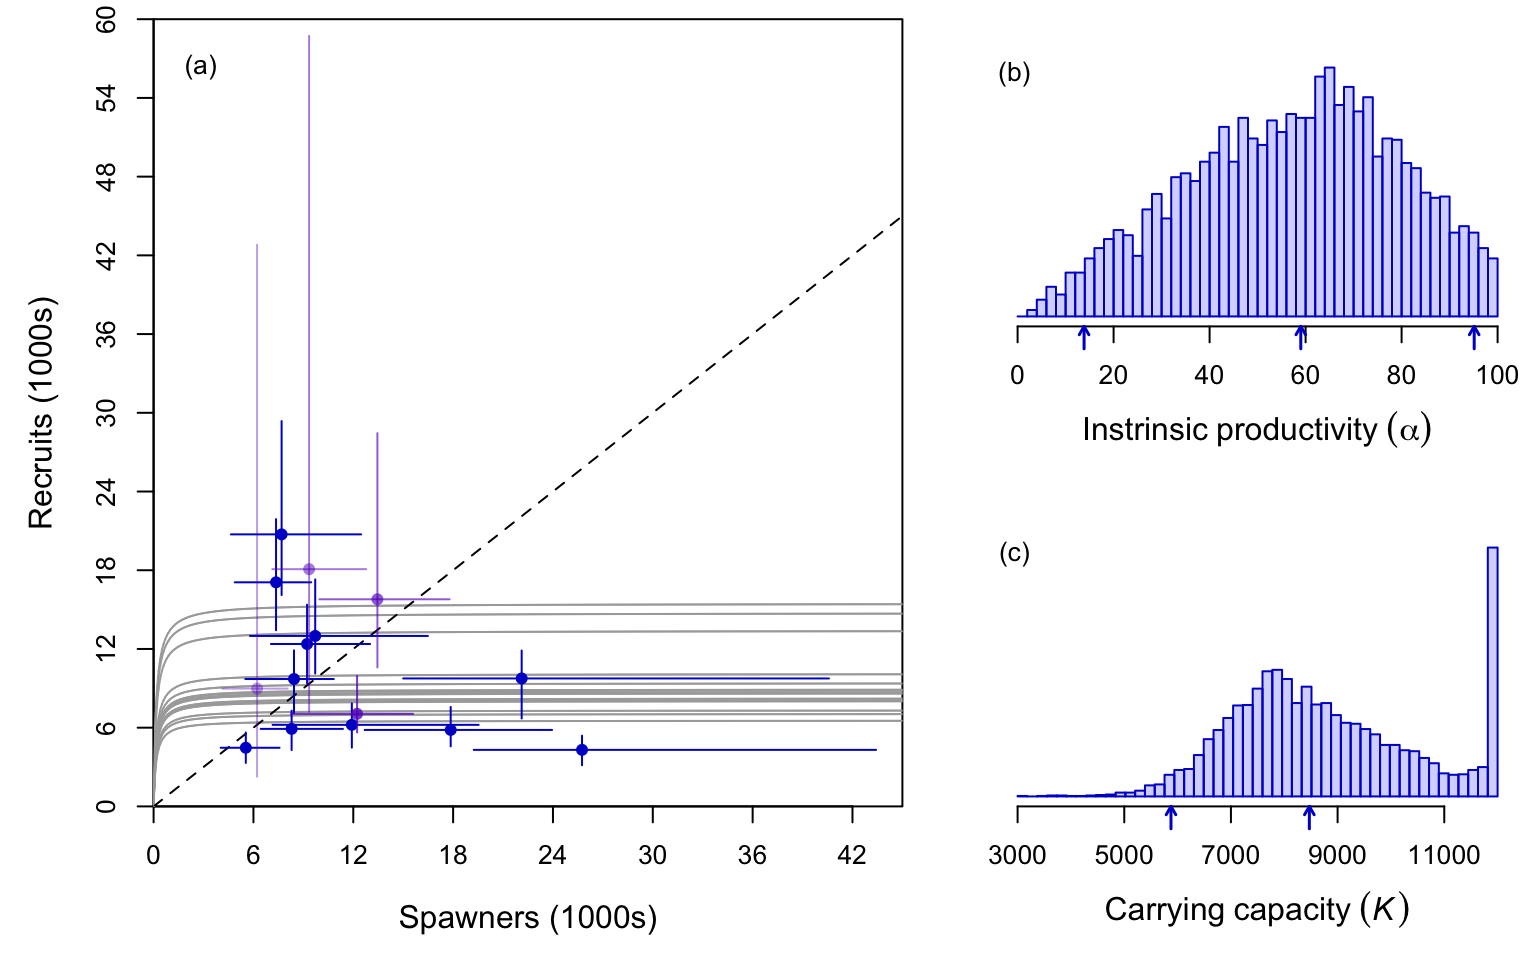 (a)
Recruits (1000s)
60
54
48
42
36
30
24
18
12
6
0
0 6 12 18 24 30 36 42
Spawners (1000s)
(b)
0 20 40 60 80 100
Instrinsic productivity (α)
(c)
3000 5000 7000 9000 11000
Carrying capacity (K)